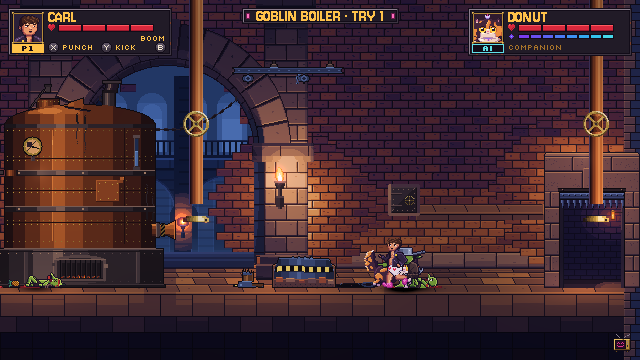 CARL
P1
X PUNCH Y KICK
BOOM
B
GOBLIN BOILER · TRY 1
DONUT
AI
COMPANION